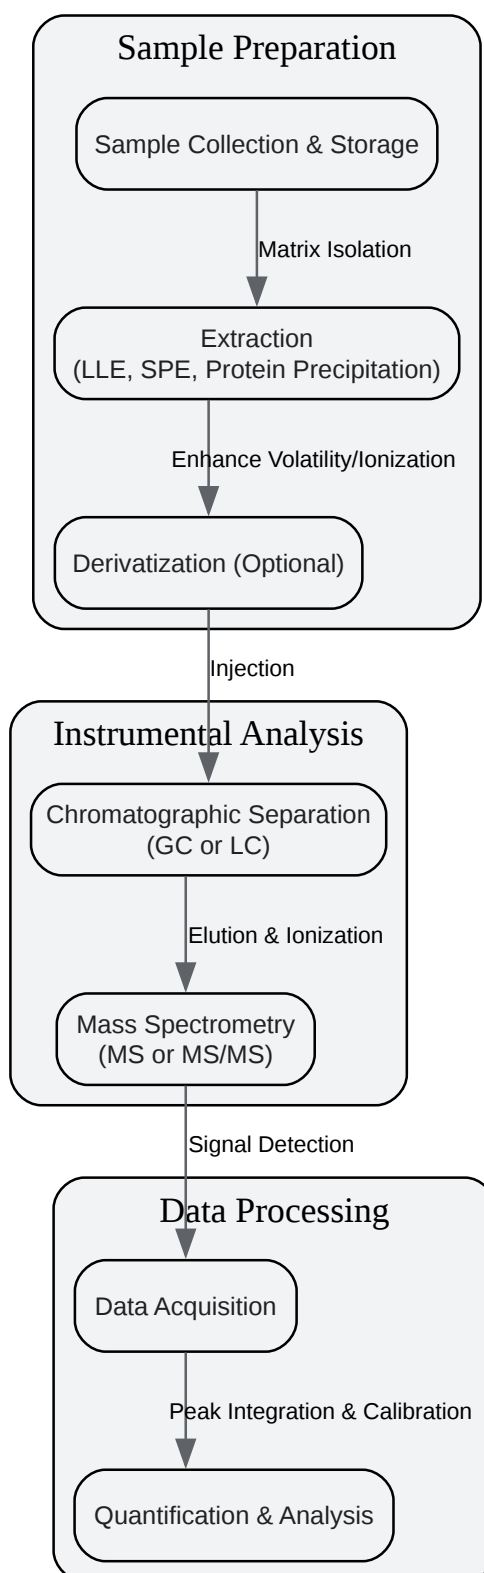 Sample Preparation
Sample Collection & Storage
Matrix Isolation
Extraction
(LLE, SPE, Protein Precipitation)
Enhance Volatility/Ionization
Derivatization (Optional)
Injection
Instrumental Analysis
Chromatographic Separation
(GC or LC)
Elution & Ionization
Mass Spectrometry
(MS or MS/MS)
Signal Detection
Data Processing
Data Acquisition
Peak Integration & Calibration
Quantification & Analysis